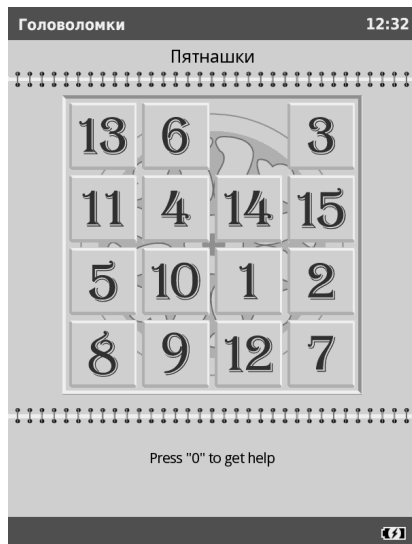 Головоломки 12:32
Пятнашки
13 6 3
11 4 14 15
5 10 1 2
8 9 12 7
Press "0" to get help